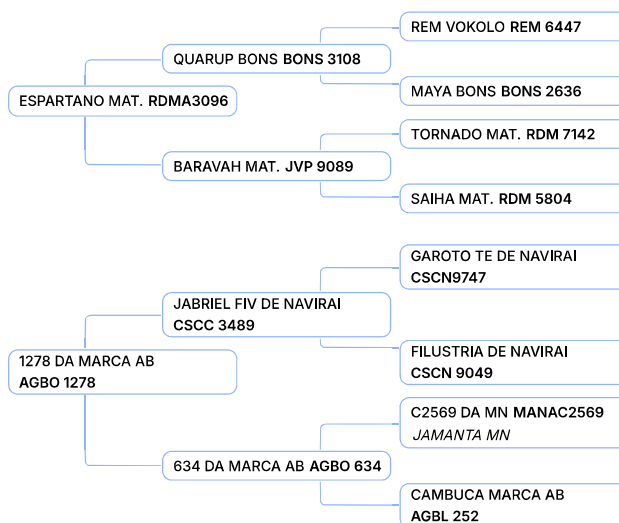 REM VOKOLO REM 6447
QUARUP BONS BONS 3108
MAYA BONS BONS 2636
ESPARTANO MAT. RDMA3096
TORNADO MAT. RDM 7142
BARAVAH MAT. JVP 9089
SAIHA MAT. RDM 5804
GAROTO TE DE NAVIRAI
CSCN9747
JABRIEL FIV DE NAVIRAI
CSCC 3489
FILUSTRIA DE NAVIRAI
CSCN 9049
1278 DA MARCA AB
AGBO 1278
C2569 DA MN MANAC2569
JAMANTA MN
634 DA MARCA AB AGBO 634
CAMBUCA MARCA AB
AGBL 252